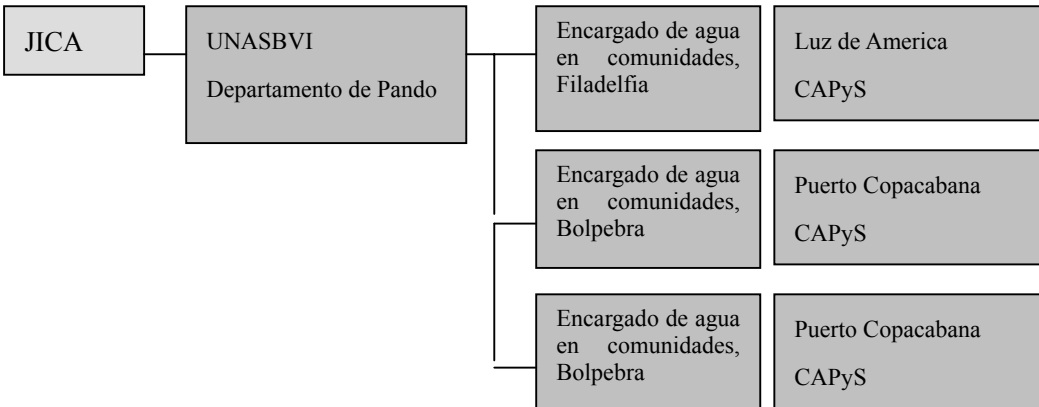 JICA
UNASBVI
Departamento de Pando
Encargado de agua
en comunidades,
Filadelfia
Luz de America
CAPyS
Encargado de agua
en comunidades,
Bolpebra
Puerto Copacabana
CAPyS
Encargado de agua
en comunidades,
Bolpebra
Puerto Copacabana
CAPyS